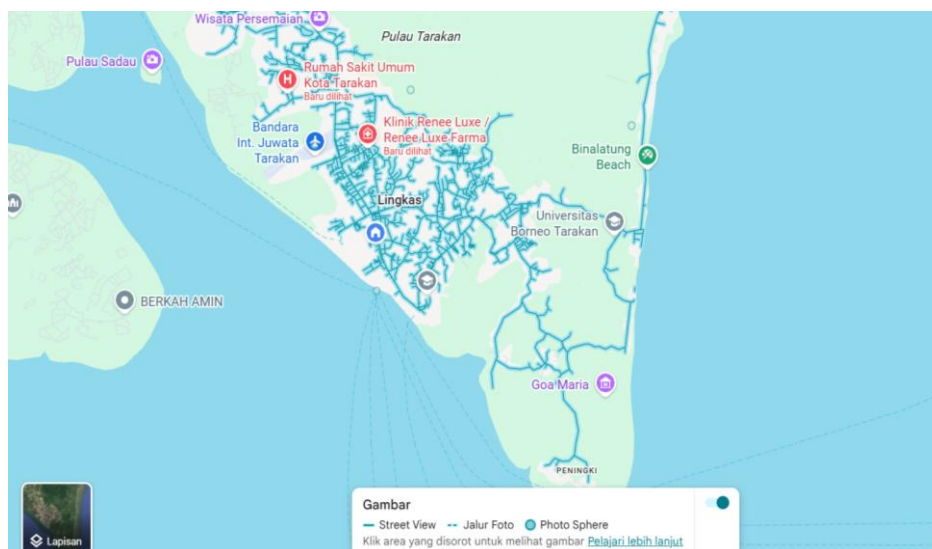 Wisata Persemaian
Pulau Tarakan
Pulau Sadau
Rumah Sakit Umum
Kota Tarakan
Baru dilihat
Klinik Renee Luxe /
Renee Luxe Farma
Baru dilihat
Bandara
Int. Juwata
Tarakan
Binalatung
Beach
Lingkas
Universitas
Borneo Tarakan
BERKAH AMIN
Goa Maria
PENINGKI
Lapisan
Gambar
Street View
Jalur Foto
Photo Sphere
Klik area yang disorot untuk melihat gambar Pelajari lebih lanjut